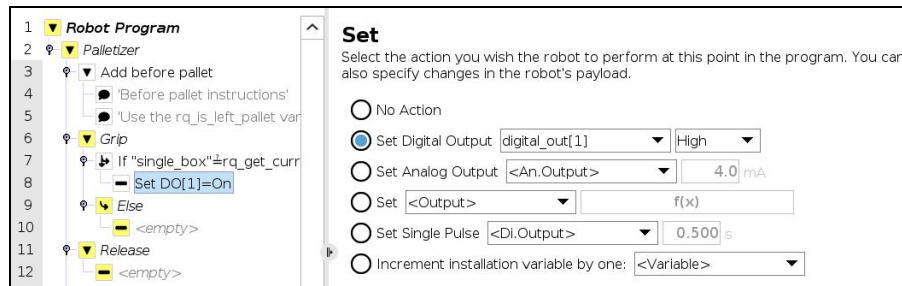 1 Robot Program
2 Palletizer
3 Add before pallet
4 'Before pallet instructions'
5 'Use the rq_is_left_pallet var
6 Grip
7 If "single_box"≟rq_get_curr
8 Set DO[1]=On
9 Else
10 <empty>
11 Release
12 <empty>
Set
Select the action you wish the robot to perform at this point in the program. You can
also specify changes in the robot's payload.
No Action
Set Digital Output digital_out[1] High
Set Analog Output <An.Output> 4.0 mA
Set <Output> f(x)
Set Single Pulse <Di.Output> 0.500 s
Increment installation variable by one: <Variable>